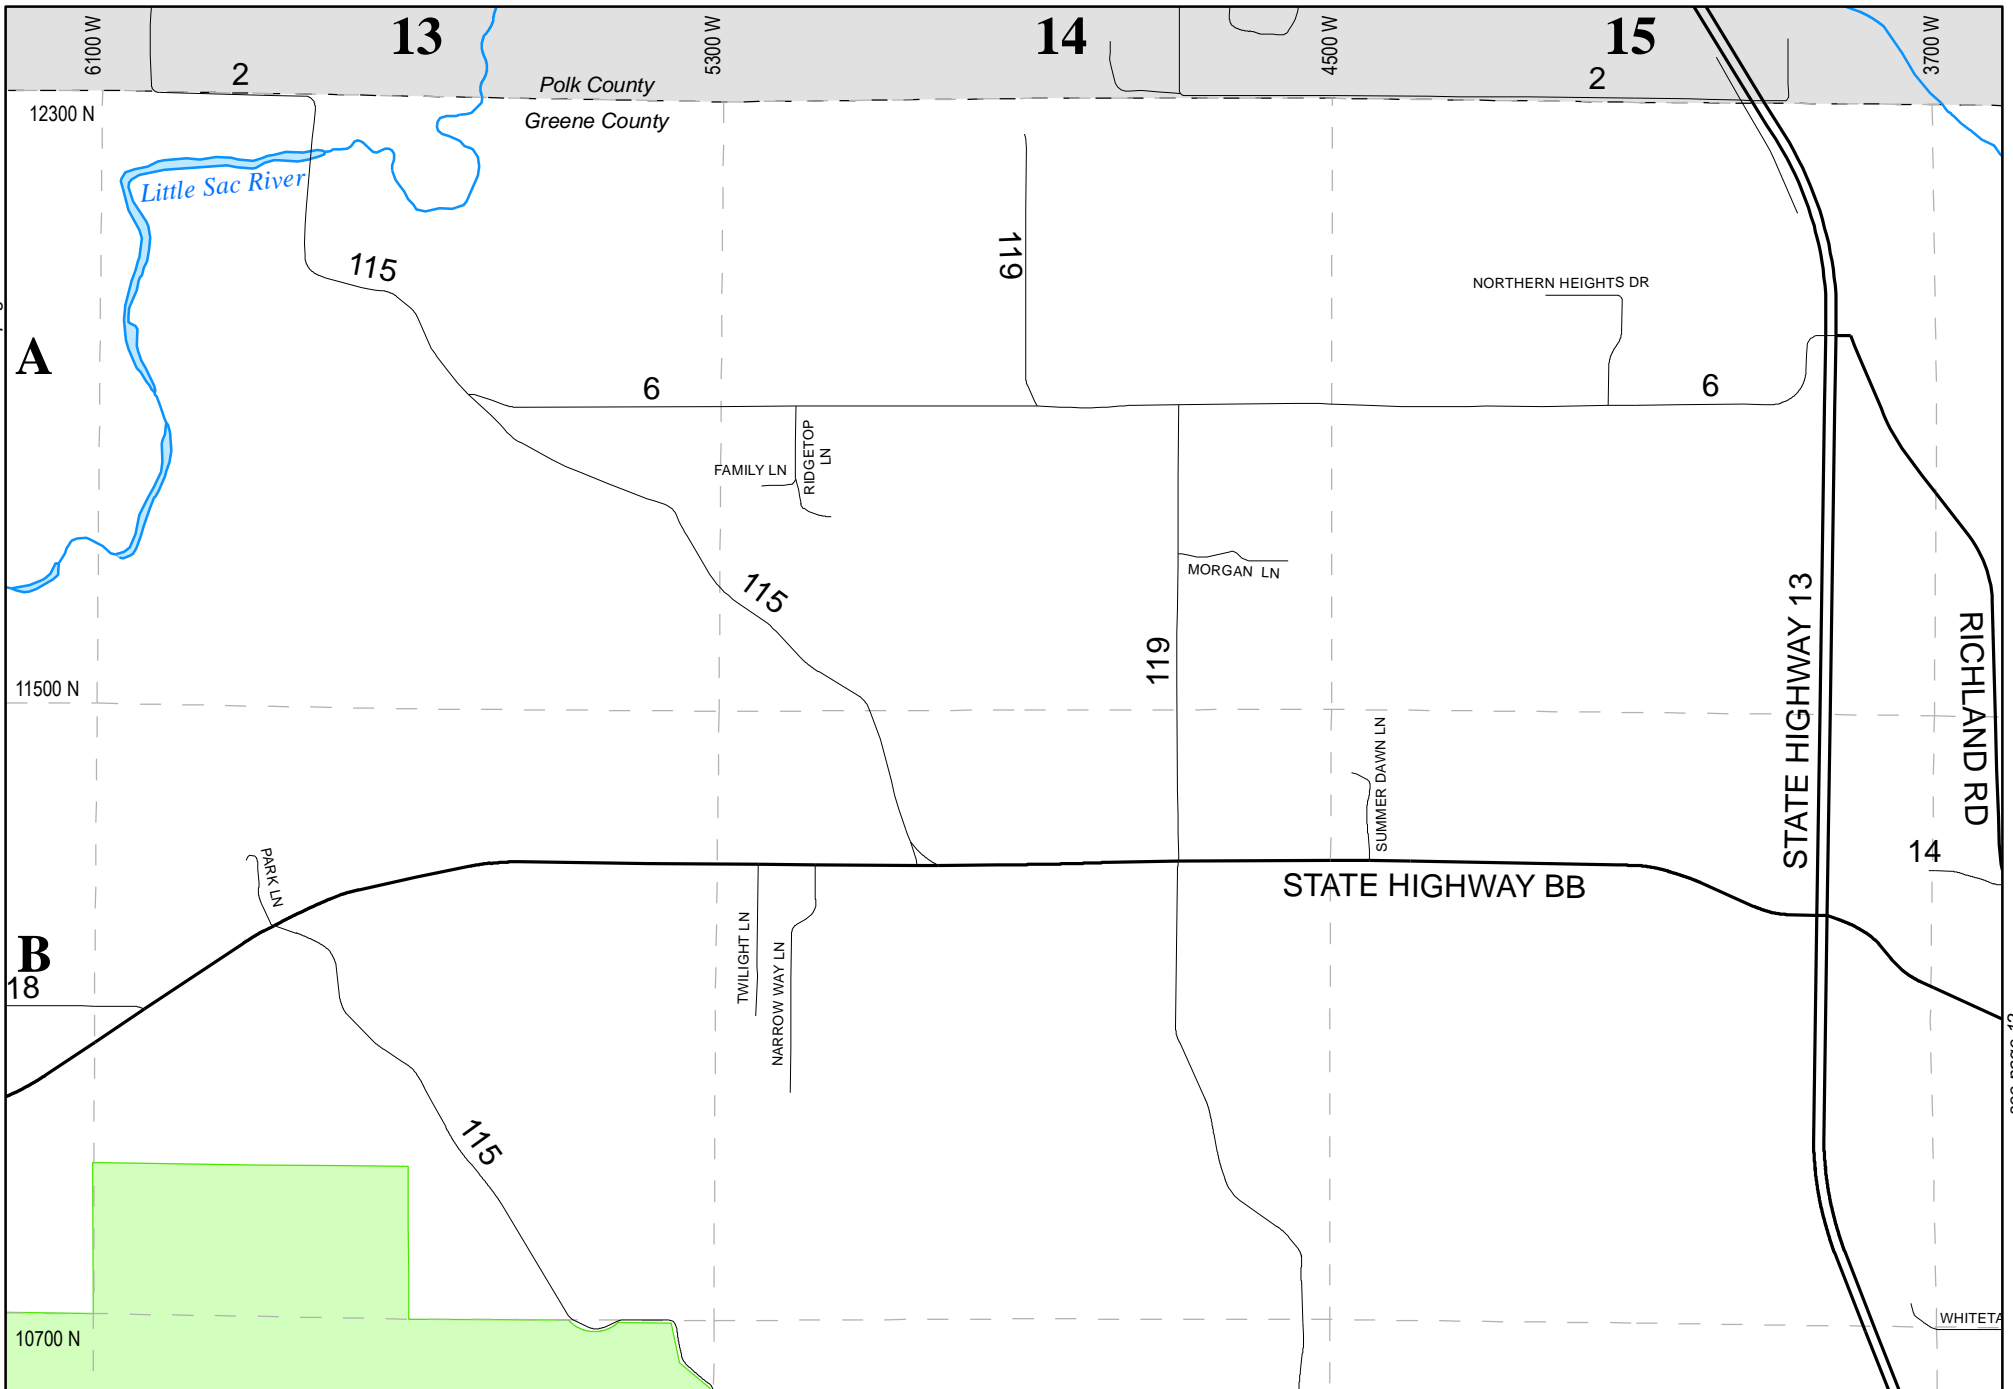 6100 W
13
5300 W
14
4500 W
15
3700 W
2
2
Polk County
Greene County
12300 N
Little Sac River
115
119
NORTHERN HEIGHTS DR
A
6
6
FAMILY LN
RIDGETOP
LN
115
MORGAN LN
119
STATE HIGHWAY 13
RICHLAND RD
11500 N
SUMMER DAWN LN
14
PARK LN
STATE HIGHWAY BB
B
18
TWILIGHT LN
NARROW WAY LN
115
10700 N
WHITETA